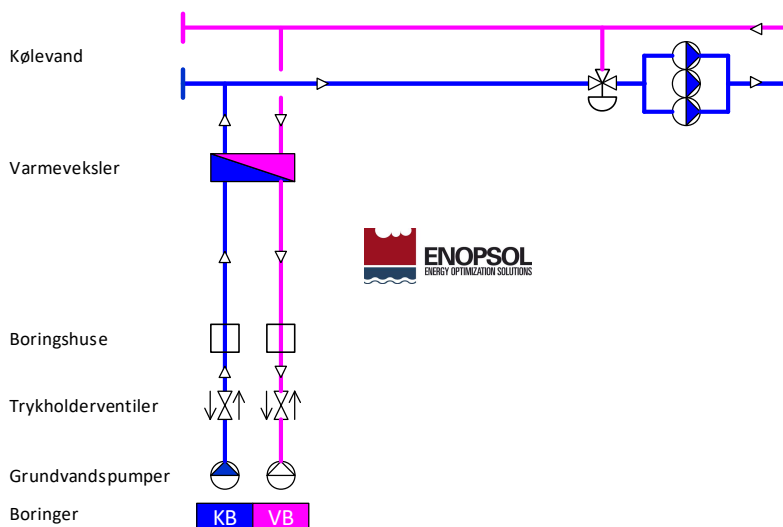 Kølevand
Varmeveksler
ENOPSOL
ENERGY OPTIMIZATION SOLUTIONS
Boringshuse
Trykholderventiler
Grundvandspumper
Boringer
KB VB